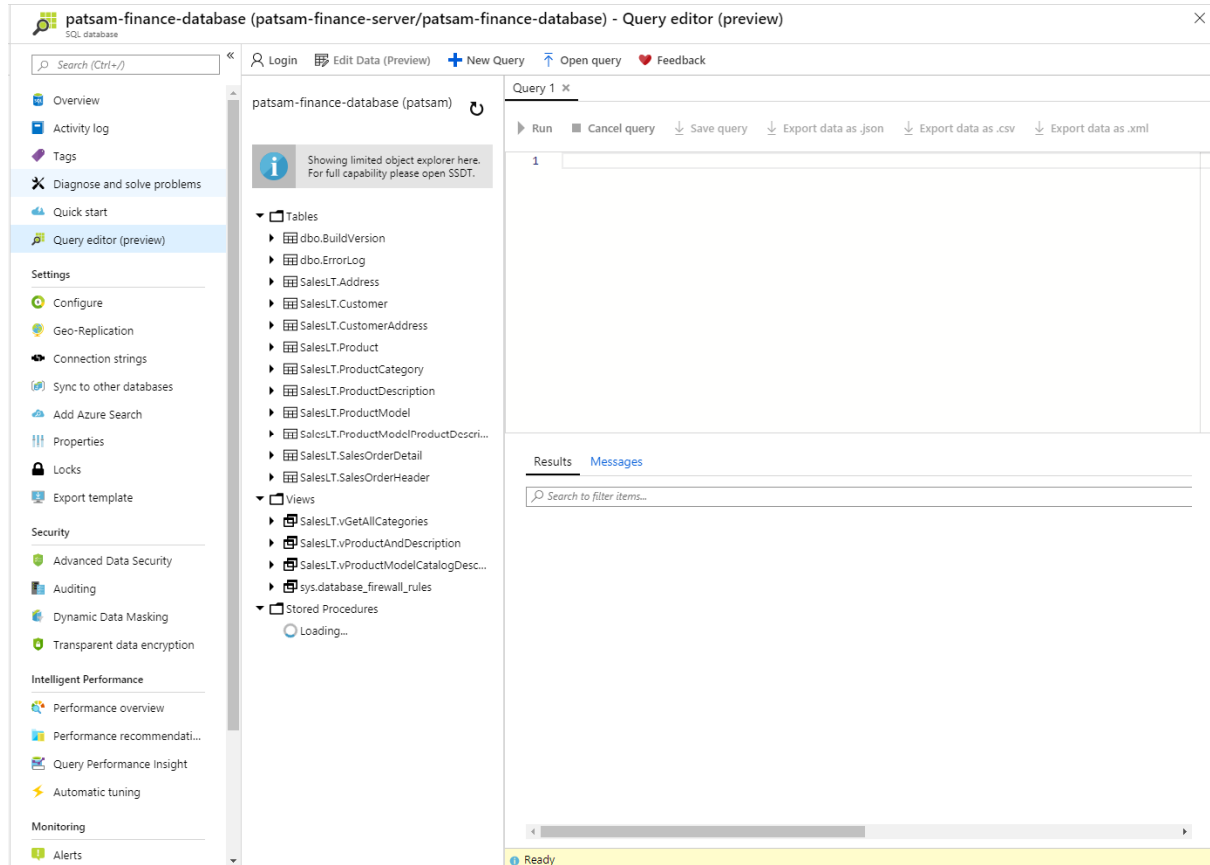 patsam-finance-database (patsam-finance-server/patsam-finance-database) - Query editor (preview)
SQL database
Search (Ctrl+/)
Overview
Activity log
Tags
Diagnose and solve problems
Quick start
Query editor (preview)
Settings
Configure
Geo-Replication
Connection strings
Sync to other databases
Add Azure Search
Properties
Locks
Export template
Security
Advanced Data Security
Auditing
Dynamic Data Masking
Transparent data encryption
Intelligent Performance
Performance overview
Performance recommendati...
Query Performance Insight
Automatic tuning
Monitoring
Alerts
Login Edit Data (Preview) New Query Open query Feedback
patsam-finance-database (patsam)
Showing limited object explorer here.
For full capability please open SSDT.
Tables
dbo.BuildVersion
dbo.ErrorLog
SalesLT.Address
SalesLT.Customer
SalesLT.CustomerAddress
SalesLT.Product
SalesLT.ProductCategory
SalesLT.ProductDescription
SalesLT.ProductModel
SalesLT.ProductModelProductDescri...
SalesLT.SalesOrderDetail
SalesLT.SalesOrderHeader
Views
SalesLT.vGetAllCategories
SalesLT.vProductAndDescription
SalesLT.vProductModelCatalogDesc...
sys.database_firewall_rules
Stored Procedures
Loading...
Query 1
Run Cancel query Save query Export data as .json Export data as .csv Export data as .xml
1
Results Messages
Search to filter items...
Ready